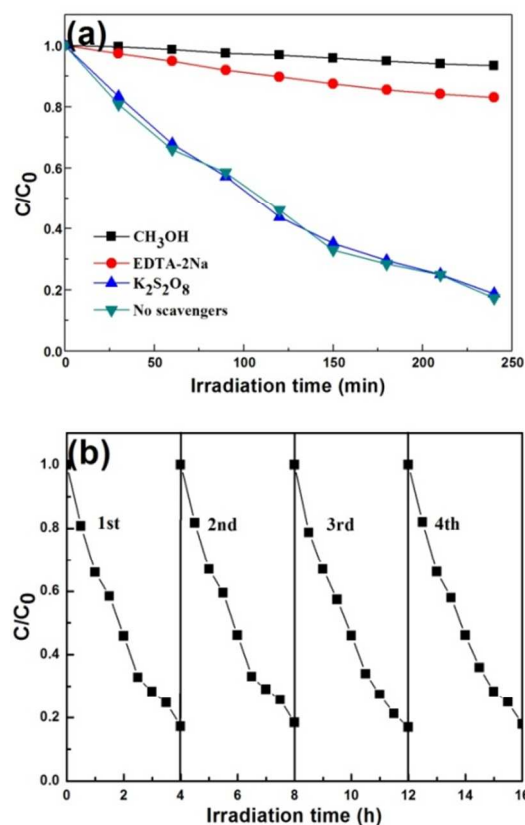 (a)
1.0
0.8
0.6
0.4
0.2
0.0
C/C0
CH3OH
EDTA-2Na
K2S2O8
No scavengers
0 50 100 150 200 250
Irradiation time (min)
(b)
1.0
0.8
0.6
0.4
0.2
0.0
C/C0
1st 2nd 3rd 4th
0 2 4 6 8 10 12 14 16
Irradiation time (h)